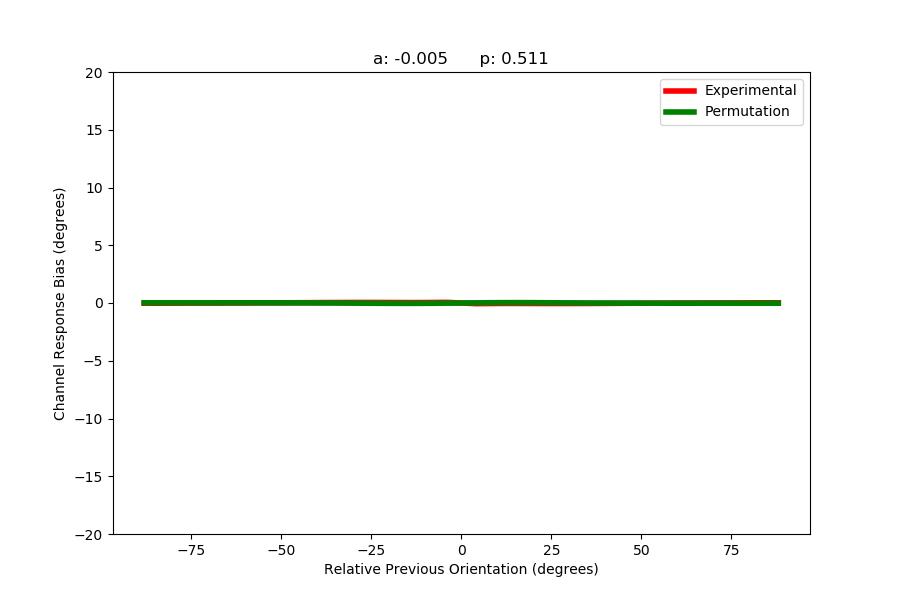 a: -0.005      p: 0.511
Experimental
Permutation
20
15
10
5
0
−5
−10
−15
−20
Channel Response Bias (degrees)
−75 −50 −25 0 25 50 75
Relative Previous Orientation (degrees)